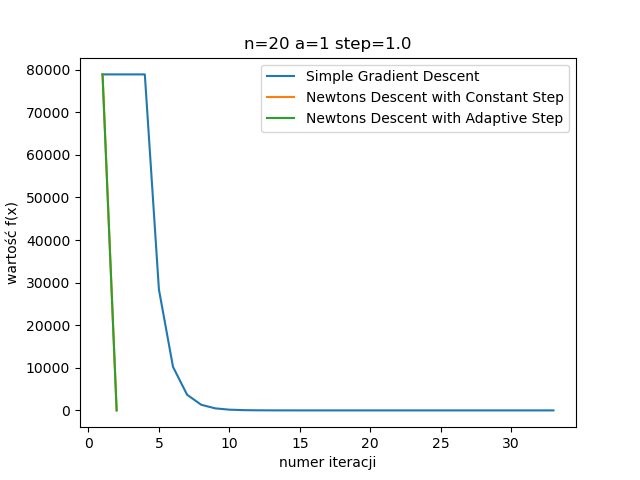 n=20 a=1 step=1.0
Simple Gradient Descent
Newtons Descent with Constant Step
Newtons Descent with Adaptive Step
wartość f(x)
80000
70000
60000
50000
40000
30000
20000
10000
0
0 5 10 15 20 25 30
numer iteracji